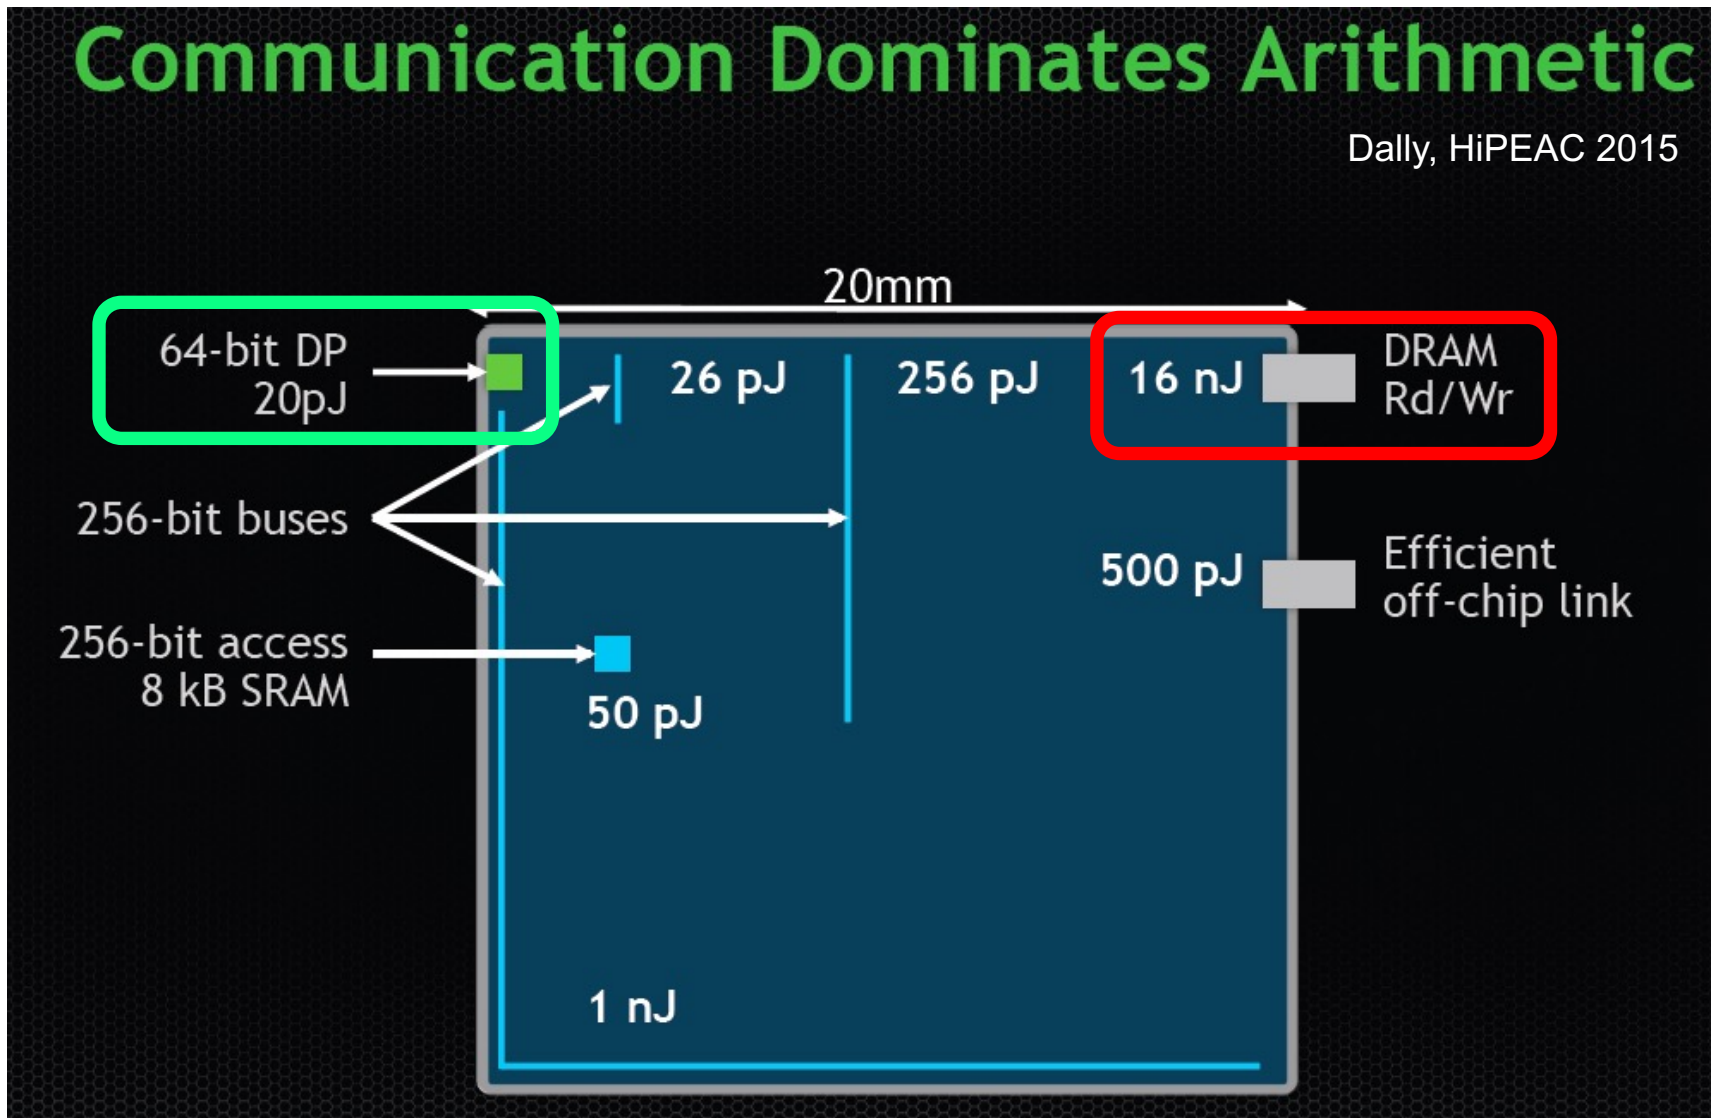 Communication Dominates Arithmetic
Dally, HiPEAC 2015
20mm
64-bit DP
20pJ
26 pJ
256 pJ
16 nJ
DRAM
Rd/Wr
256-bit buses
500 pJ
Efficient
off-chip link
256-bit access
8 kB SRAM
50 pJ
1 nJ